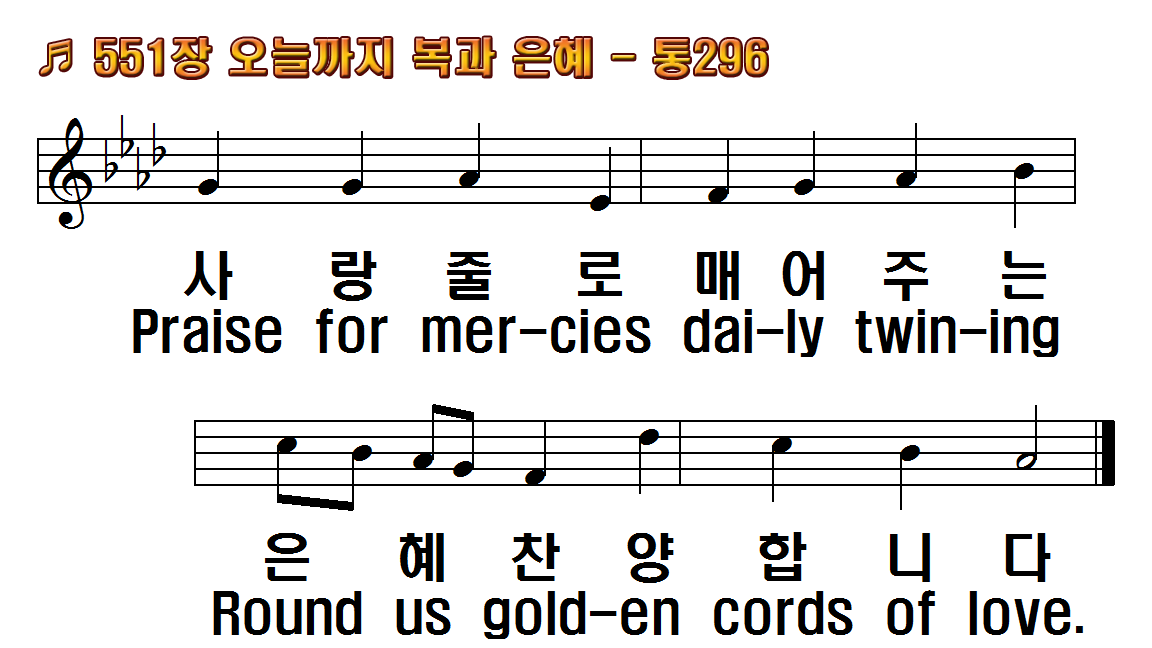 ♬ 551장 오늘까지 복과 은혜 - 통296
사 랑 줄 로 매 어 주 는
Praise for mer-cies dai-ly twin-ing
은 혜 찬 양 합 니 다
Round us gold-en cords of love.